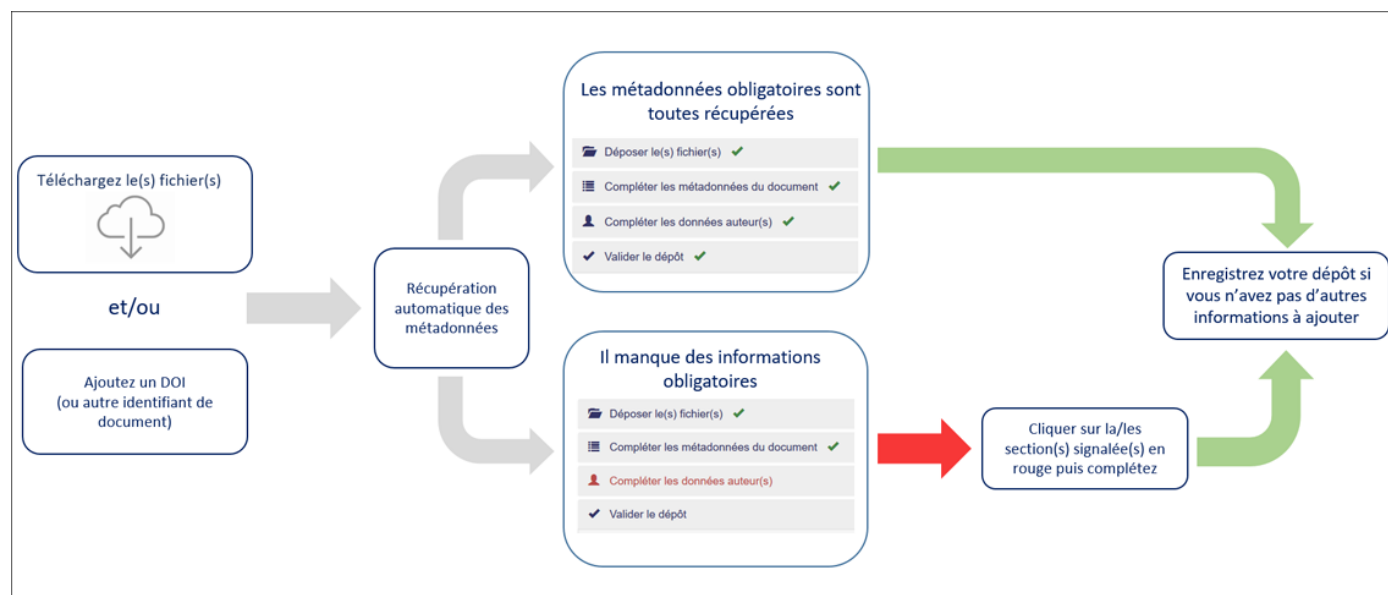 Téléchargez le(s) fichier(s)
et/ou
Ajoutez un DOI
(ou autre identifiant de
document)
Récupération
automatique des
métadonnées
Les métadonnées obligatoires sont
toutes récupérées
Déposer le(s) fichier(s)
Compléter les métadonnées du document
Compléter les données auteur(s)
Valider le dépôt
Il manque des informations
obligatoires
Déposer le(s) fichier(s)
Compléter les métadonnées du document
Compléter les données auteur(s)
Valider le dépôt
Cliquer sur la/les
section(s) signalée(s) en
rouge puis complétez
Enregistrez votre dépôt si
vous n’avez pas d’autres
informations à ajouter